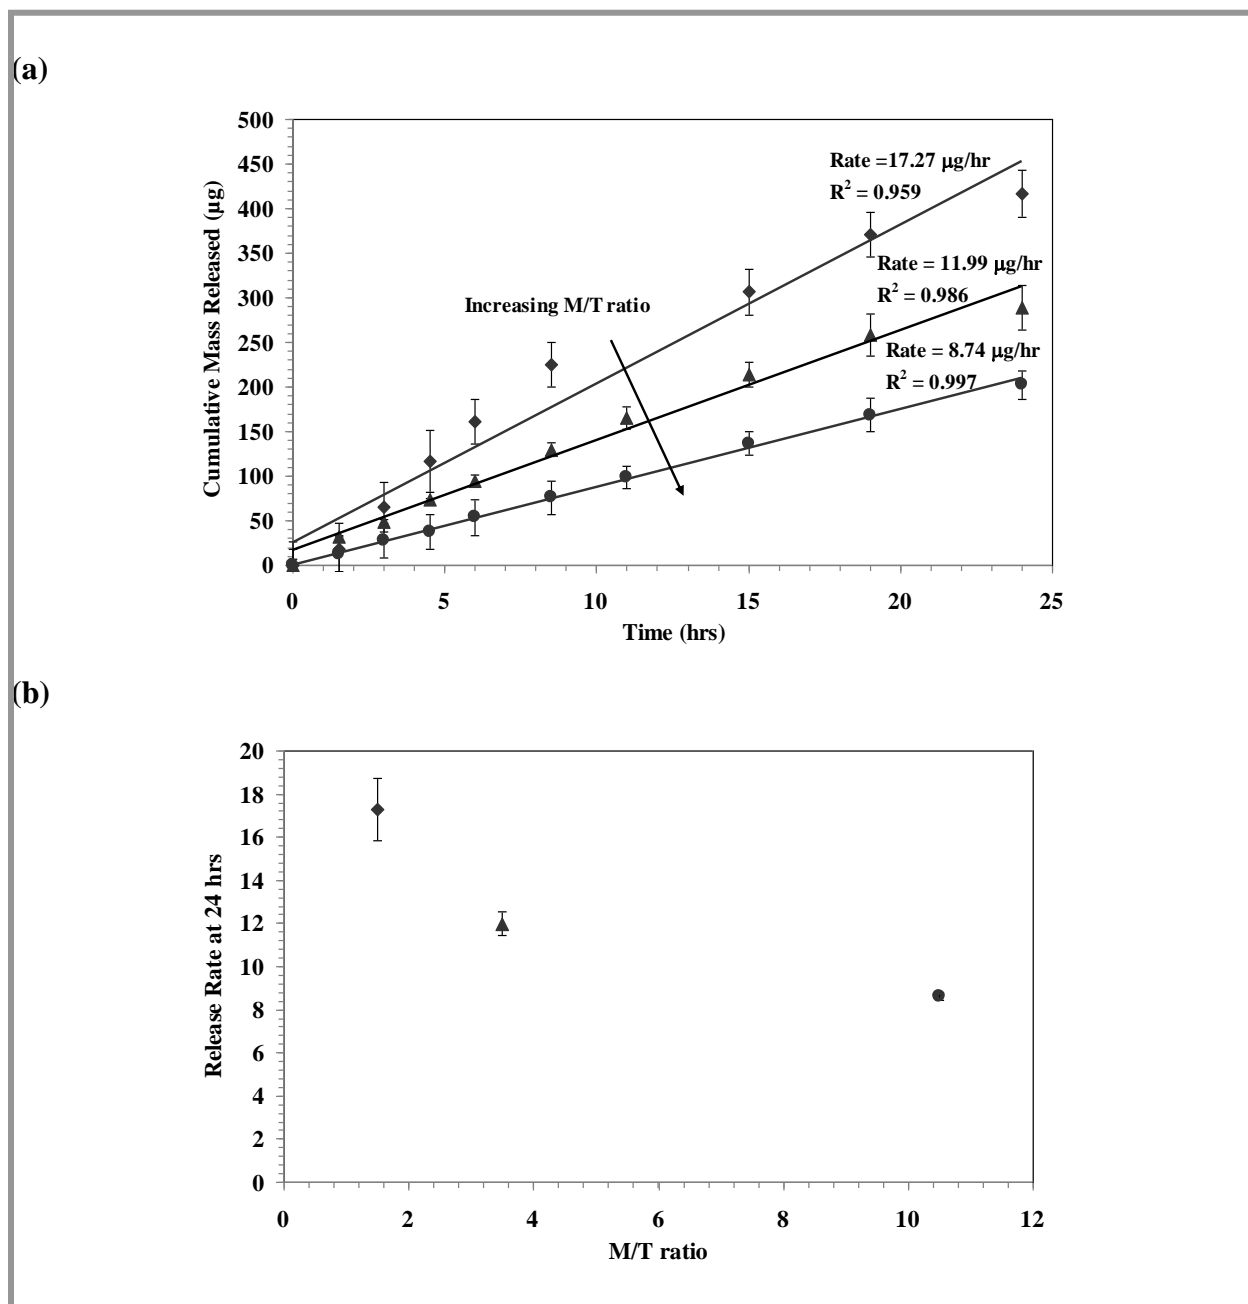 (a)
500
450
400
350
300
250
200
150
100
50
0
Cumulative Mass Released (µg)
Rate =17.27 µg/hr
R² = 0.959
Rate = 11.99 µg/hr
R² = 0.986
Increasing M/T ratio
Rate = 8.74 µg/hr
R² = 0.997
0 5 10 15 20 25
Time (hrs)
(b)
20
18
16
14
12
10
8
6
4
2
0
Release Rate at 24 hrs
0 2 4 6 8 10 12
M/T ratio